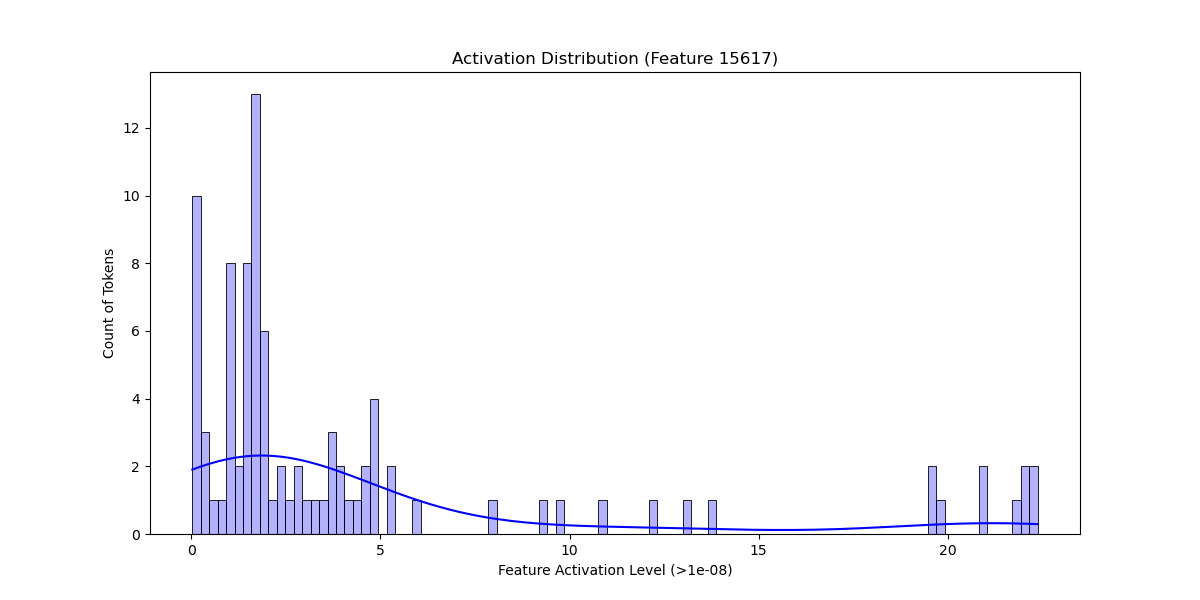 Activation Distribution (Feature 15617)
Count of Tokens
12
10
8
6
4
2
0
0 5 10 15 20
Feature Activation Level (>1e-08)